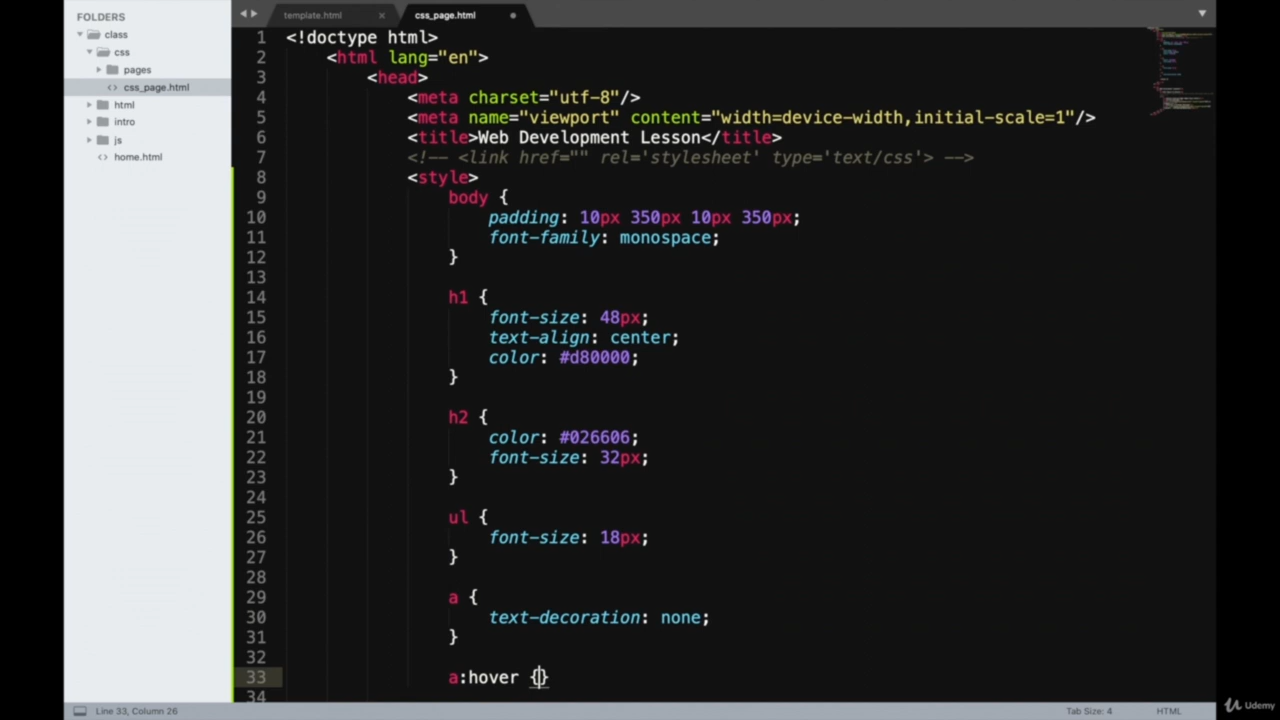 FOLDERS
class
css
pages
css_page.html
html
intro
js
home.html
template.html
css_page.html
1 <!doctype html>
2 <html lang="en">
3 <head>
4 <meta charset="utf-8"/>
5 <meta name="viewport" content="width=device-width,initial-scale=1"/>
6 <title>Web Development Lesson</title>
7 <!-- <link href="" rel='stylesheet' type='text/css'> -->
8 <style>
9 body {
10 padding: 10px 350px 10px 350px;
11 font-family: monospace;
12 }
13
14 h1 {
15 font-size: 48px;
16 text-align: center;
17 color: #d80000;
18 }
19
20 h2 {
21 color: #026606;
22 font-size: 32px;
23 }
24
25 ul {
26 font-size: 18px;
27 }
28
29 a {
30 text-decoration: none;
31 }
32
33 a:hover {}
34
Line 33, Column 26
Tab Size: 4
HTML
Udemy